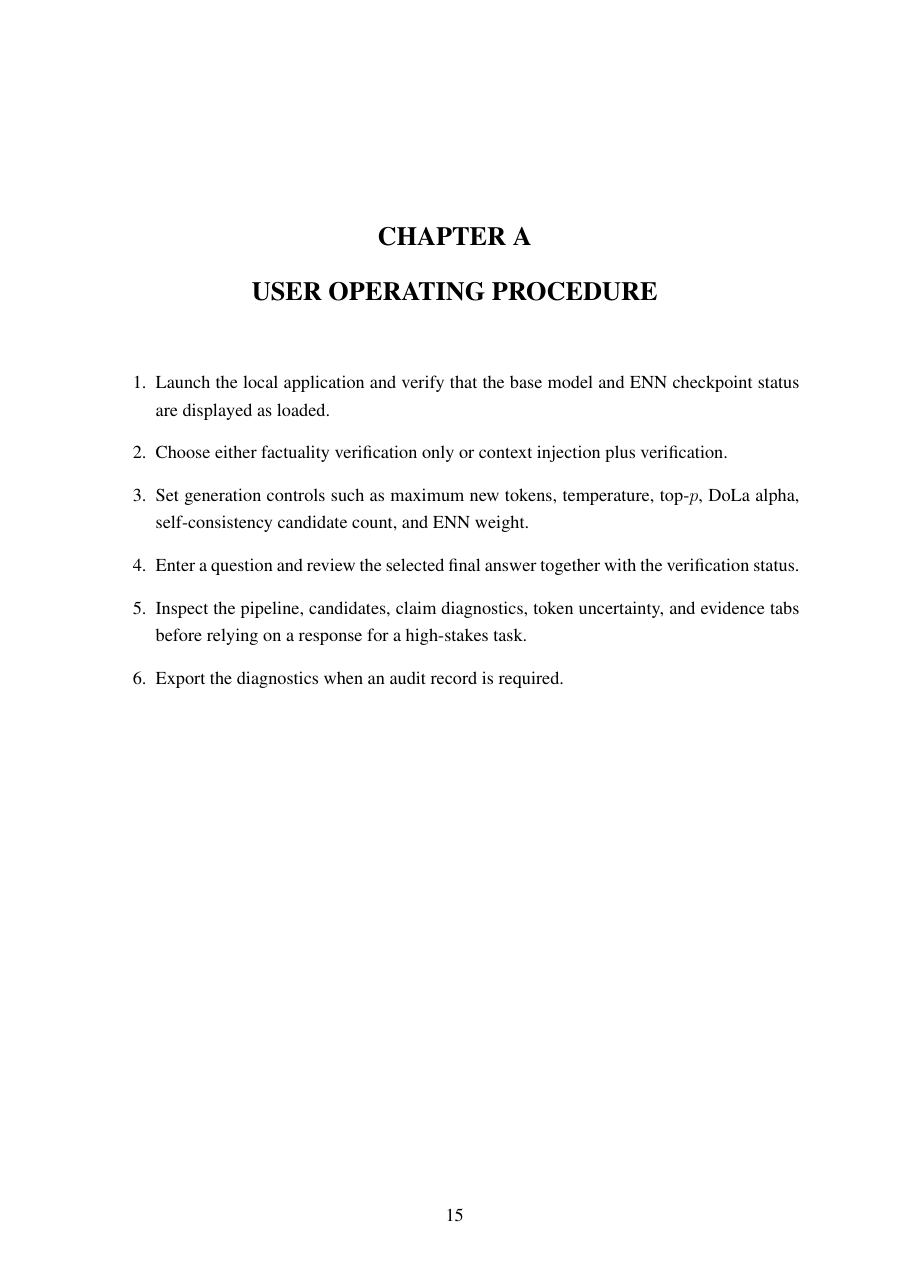 CHAPTER A
USER OPERATING PROCEDURE
1. Launch the local application and verify that the base model and ENN checkpoint status
are displayed as loaded.
2. Choose either factuality verification only or context injection plus verification.
3. Set generation controls such as maximum new tokens, temperature, top-p, DoLa alpha,
self-consistency candidate count, and ENN weight.
4. Enter a question and review the selected final answer together with the verification status.
5. Inspect the pipeline, candidates, claim diagnostics, token uncertainty, and evidence tabs
before relying on a response for a high-stakes task.
6. Export the diagnostics when an audit record is required.
15